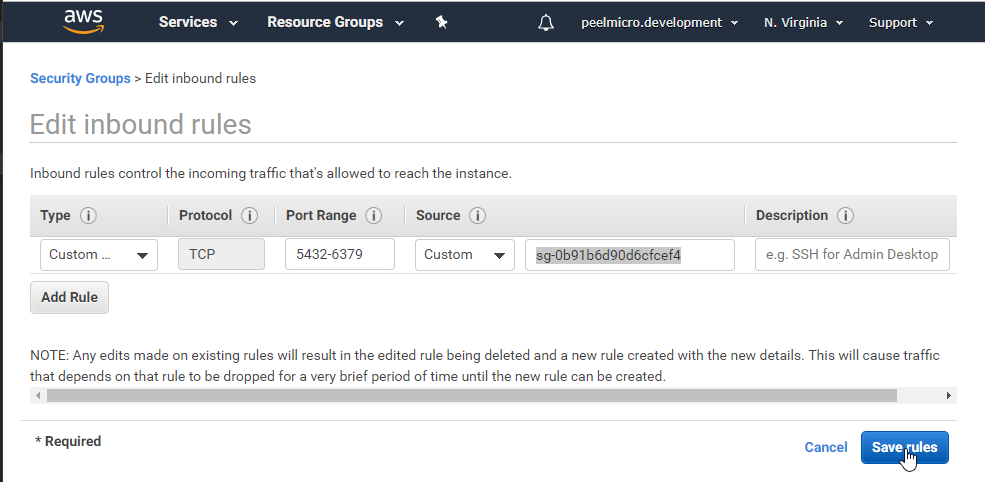 aws Services Resource Groups peelmicro.development N. Virginia Support
Security Groups > Edit inbound rules
Edit inbound rules
Inbound rules control the incoming traffic that's allowed to reach the instance.
Type i Protocol i Port Range i Source i Description i
Custom ... TCP 5432-6379 Custom sg-0b91b6d90d6cfcef4 e.g. SSH for Admin Desktop
Add Rule
NOTE: Any edits made on existing rules will result in the edited rule being deleted and a new rule created with the new details. This will cause traffic
that depends on that rule to be dropped for a very brief period of time until the new rule can be created.
* Required Cancel Save rules